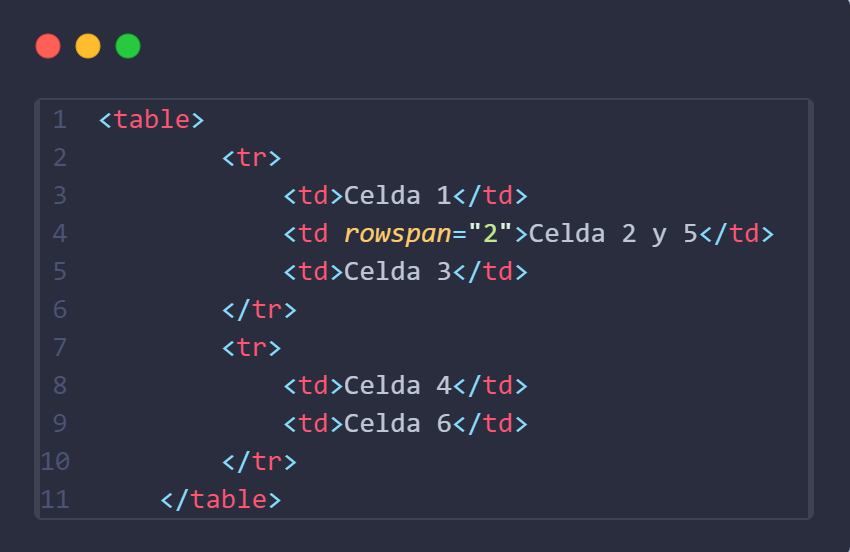 1 <table>
2 <tr>
3 <td>Celda 1</td>
4 <td rowspan="2">Celda 2 y 5</td>
5 <td>Celda 3</td>
6 </tr>
7 <tr>
8 <td>Celda 4</td>
9 <td>Celda 6</td>
10 </tr>
11 </table>